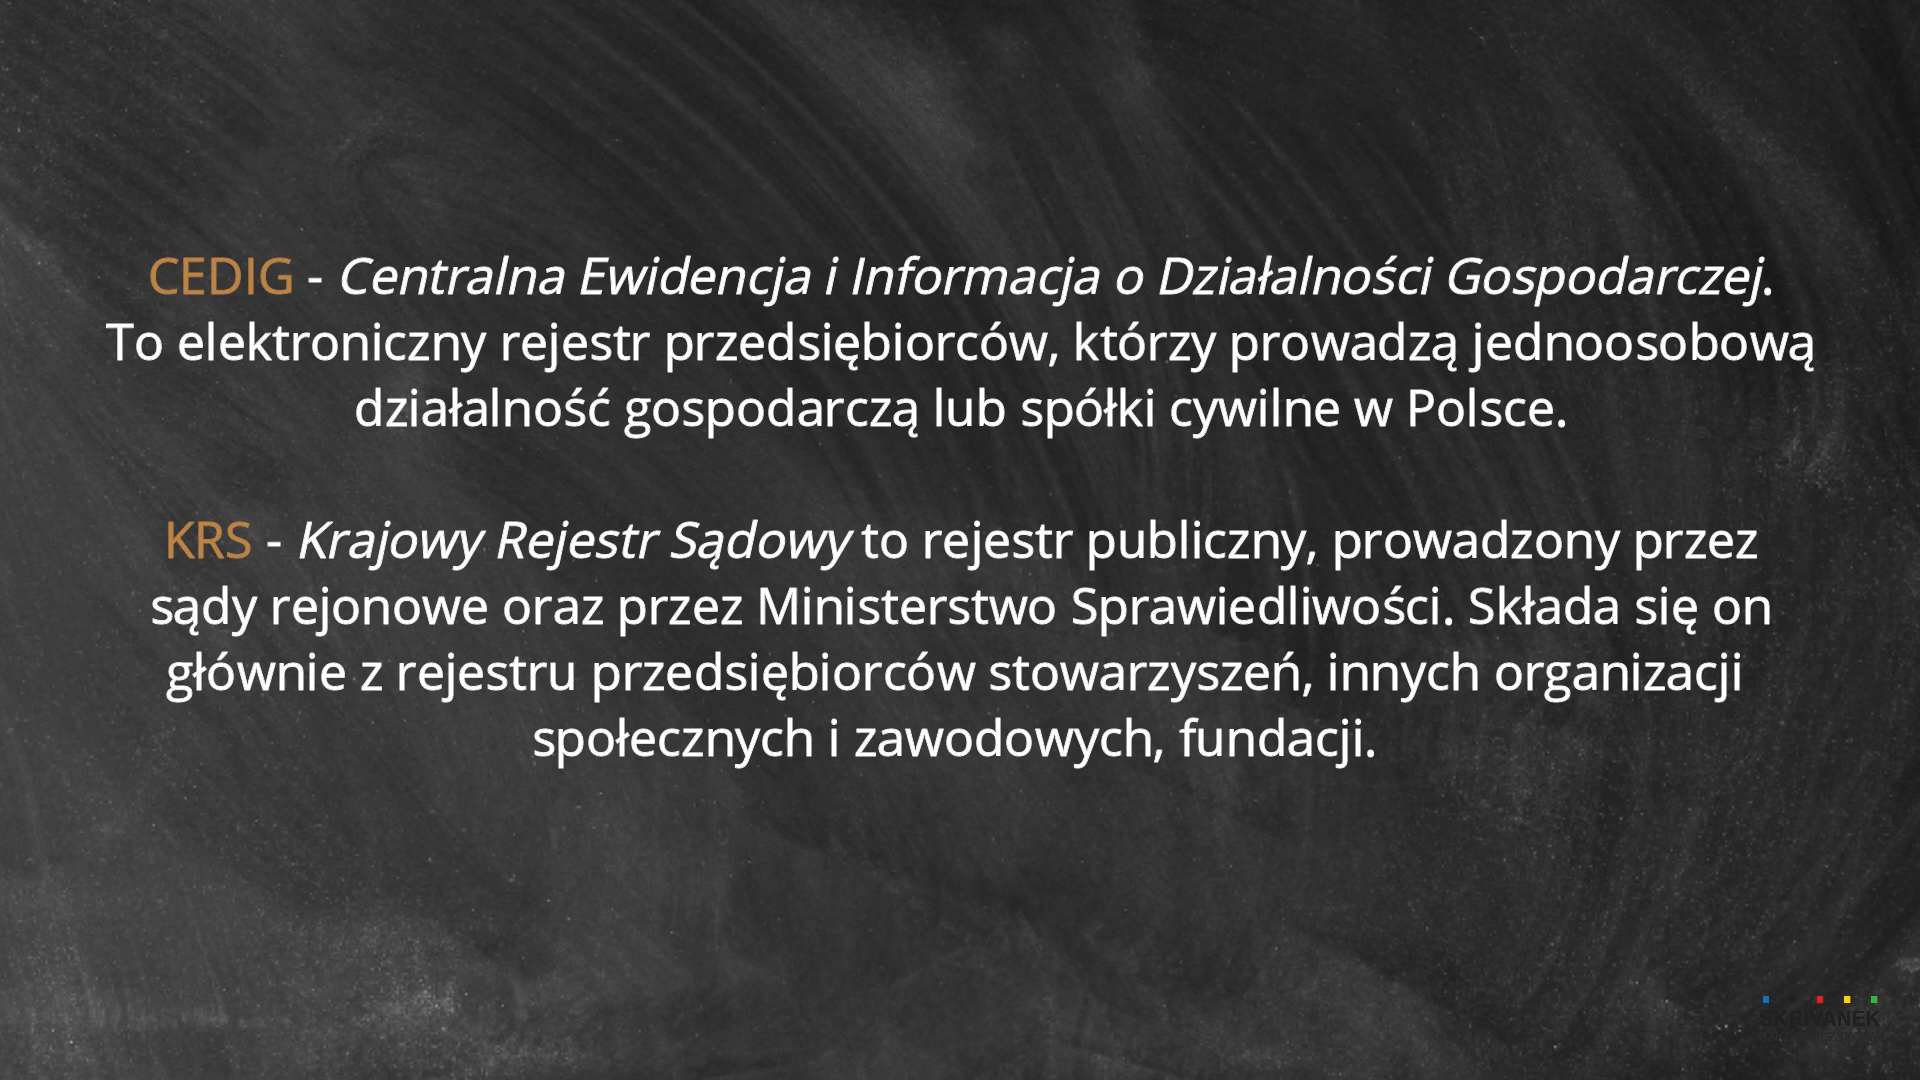 CEDIG - Centralna Ewidencja i Informacja o Działalności Gospodarczej.
To elektroniczny rejestr przedsiębiorców, którzy prowadzą jednoosobową
działalność gospodarczą lub spółki cywilne w Polsce.
KRS - Krajowy Rejestr Sądowy to rejestr publiczny, prowadzony przez
sądy rejonowe oraz przez Ministerstwo Sprawiedliwości. Składa się on
głównie z rejestru przedsiębiorców stowarzyszeń, innych organizacji
społecznych i zawodowych, fundacji.
SKRIVANEK